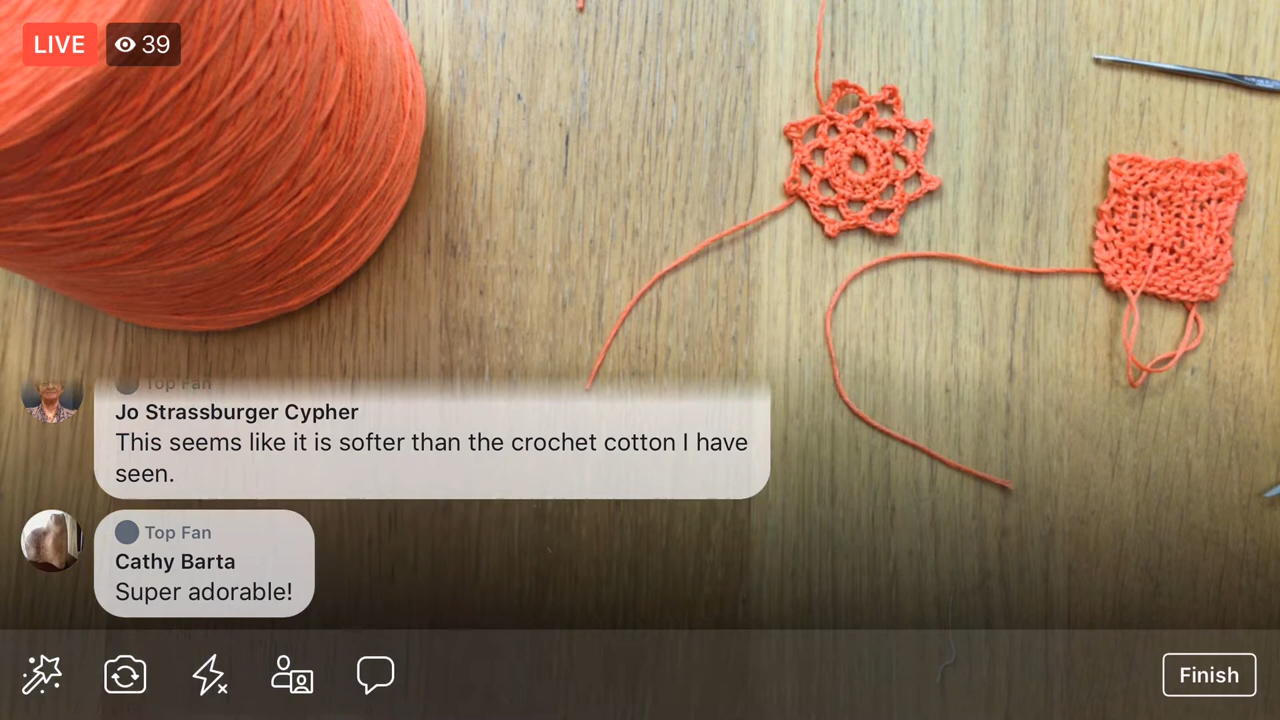 LIVE 39
Top Fan
Jo Strassburger Cypher
This seems like it is softer than the crochet cotton I have
seen.
Top Fan
Cathy Barta
Super adorable!
Finish